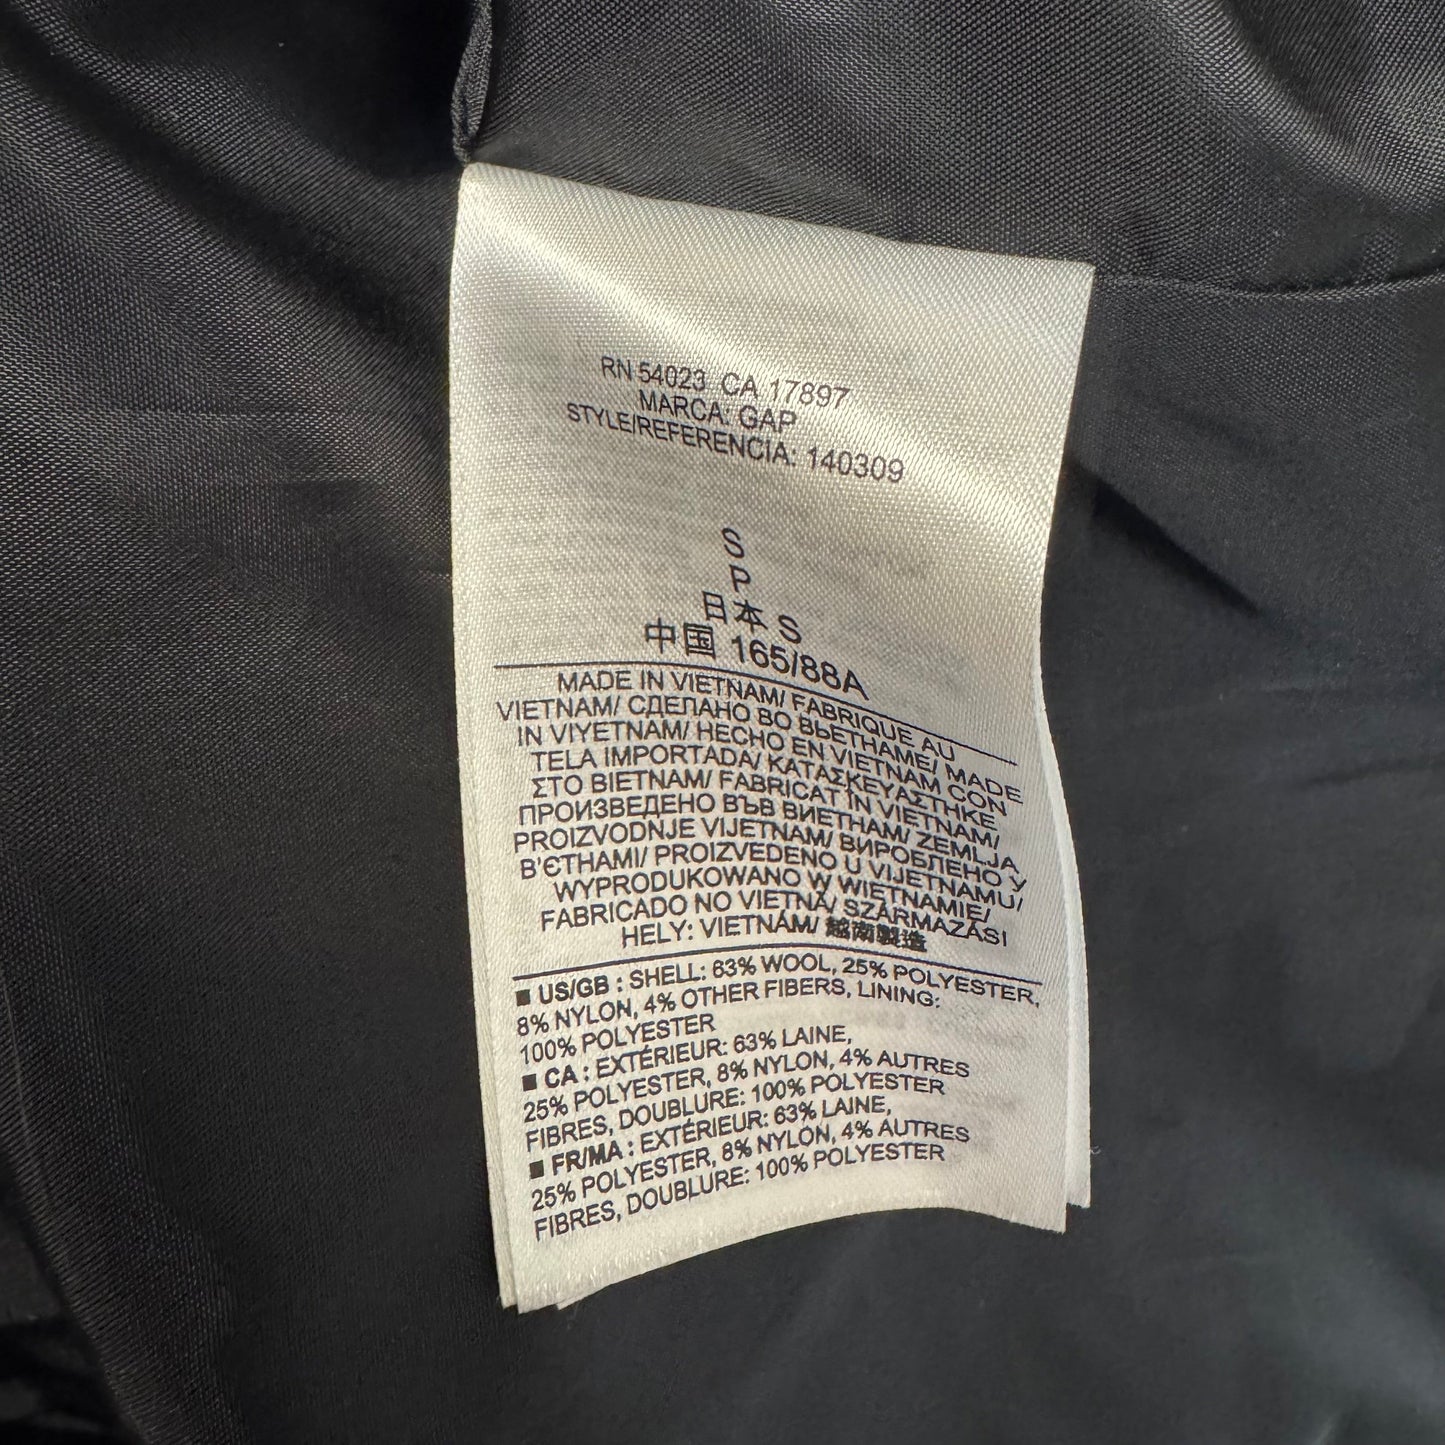 RN 54023 CA 17897
MARCA: GAP
STYLE/REFERENCIA: 140309
S
P
日本 S
中国 165/88A
MADE IN VIETNAM/ FABRIQUE AU
VIETNAM/ СДЕЛАНО ВО ВЬЕТНАМЕ/ MADE
IN VIYETNAM/ HECHO EN VIETNAM CON
TELA IMPORTADA/ ΚΑΤΑΣΚΕΥΑΣΤΗΚΕ
ΣΤΟ ΒΙΕΤΝΑΜ/ FABRICAT ÎN VIETNAM/
ПРОИЗВЕДЕНО ВЪВ ВИЕТНАМ/ ZEMLJA
PROIZVODNJE VIJETNAM/ ВИРОБЛЕНО У
В'ЄТНАМІ/ PROIZVEDENO U VIJETNAMU/
WYPRODUKOWANO W WIETNAMIE/
FABRICADO NO VIETNÃ/ SZÁRMAZÁSI
HELY: VIETNÁM/ 越南製造
■ US/GB : SHELL: 63% WOOL, 25% POLYESTER,
8% NYLON, 4% OTHER FIBERS, LINING:
100% POLYESTER
■ CA : EXTÉRIEUR: 63% LAINE,
25% POLYESTER, 8% NYLON, 4% AUTRES
FIBRES, DOUBLURE: 100% POLYESTER
■ FR/MA : EXTÉRIEUR: 63% LAINE,
25% POLYESTER, 8% NYLON, 4% AUTRES
FIBRES, DOUBLURE: 100% POLYESTER